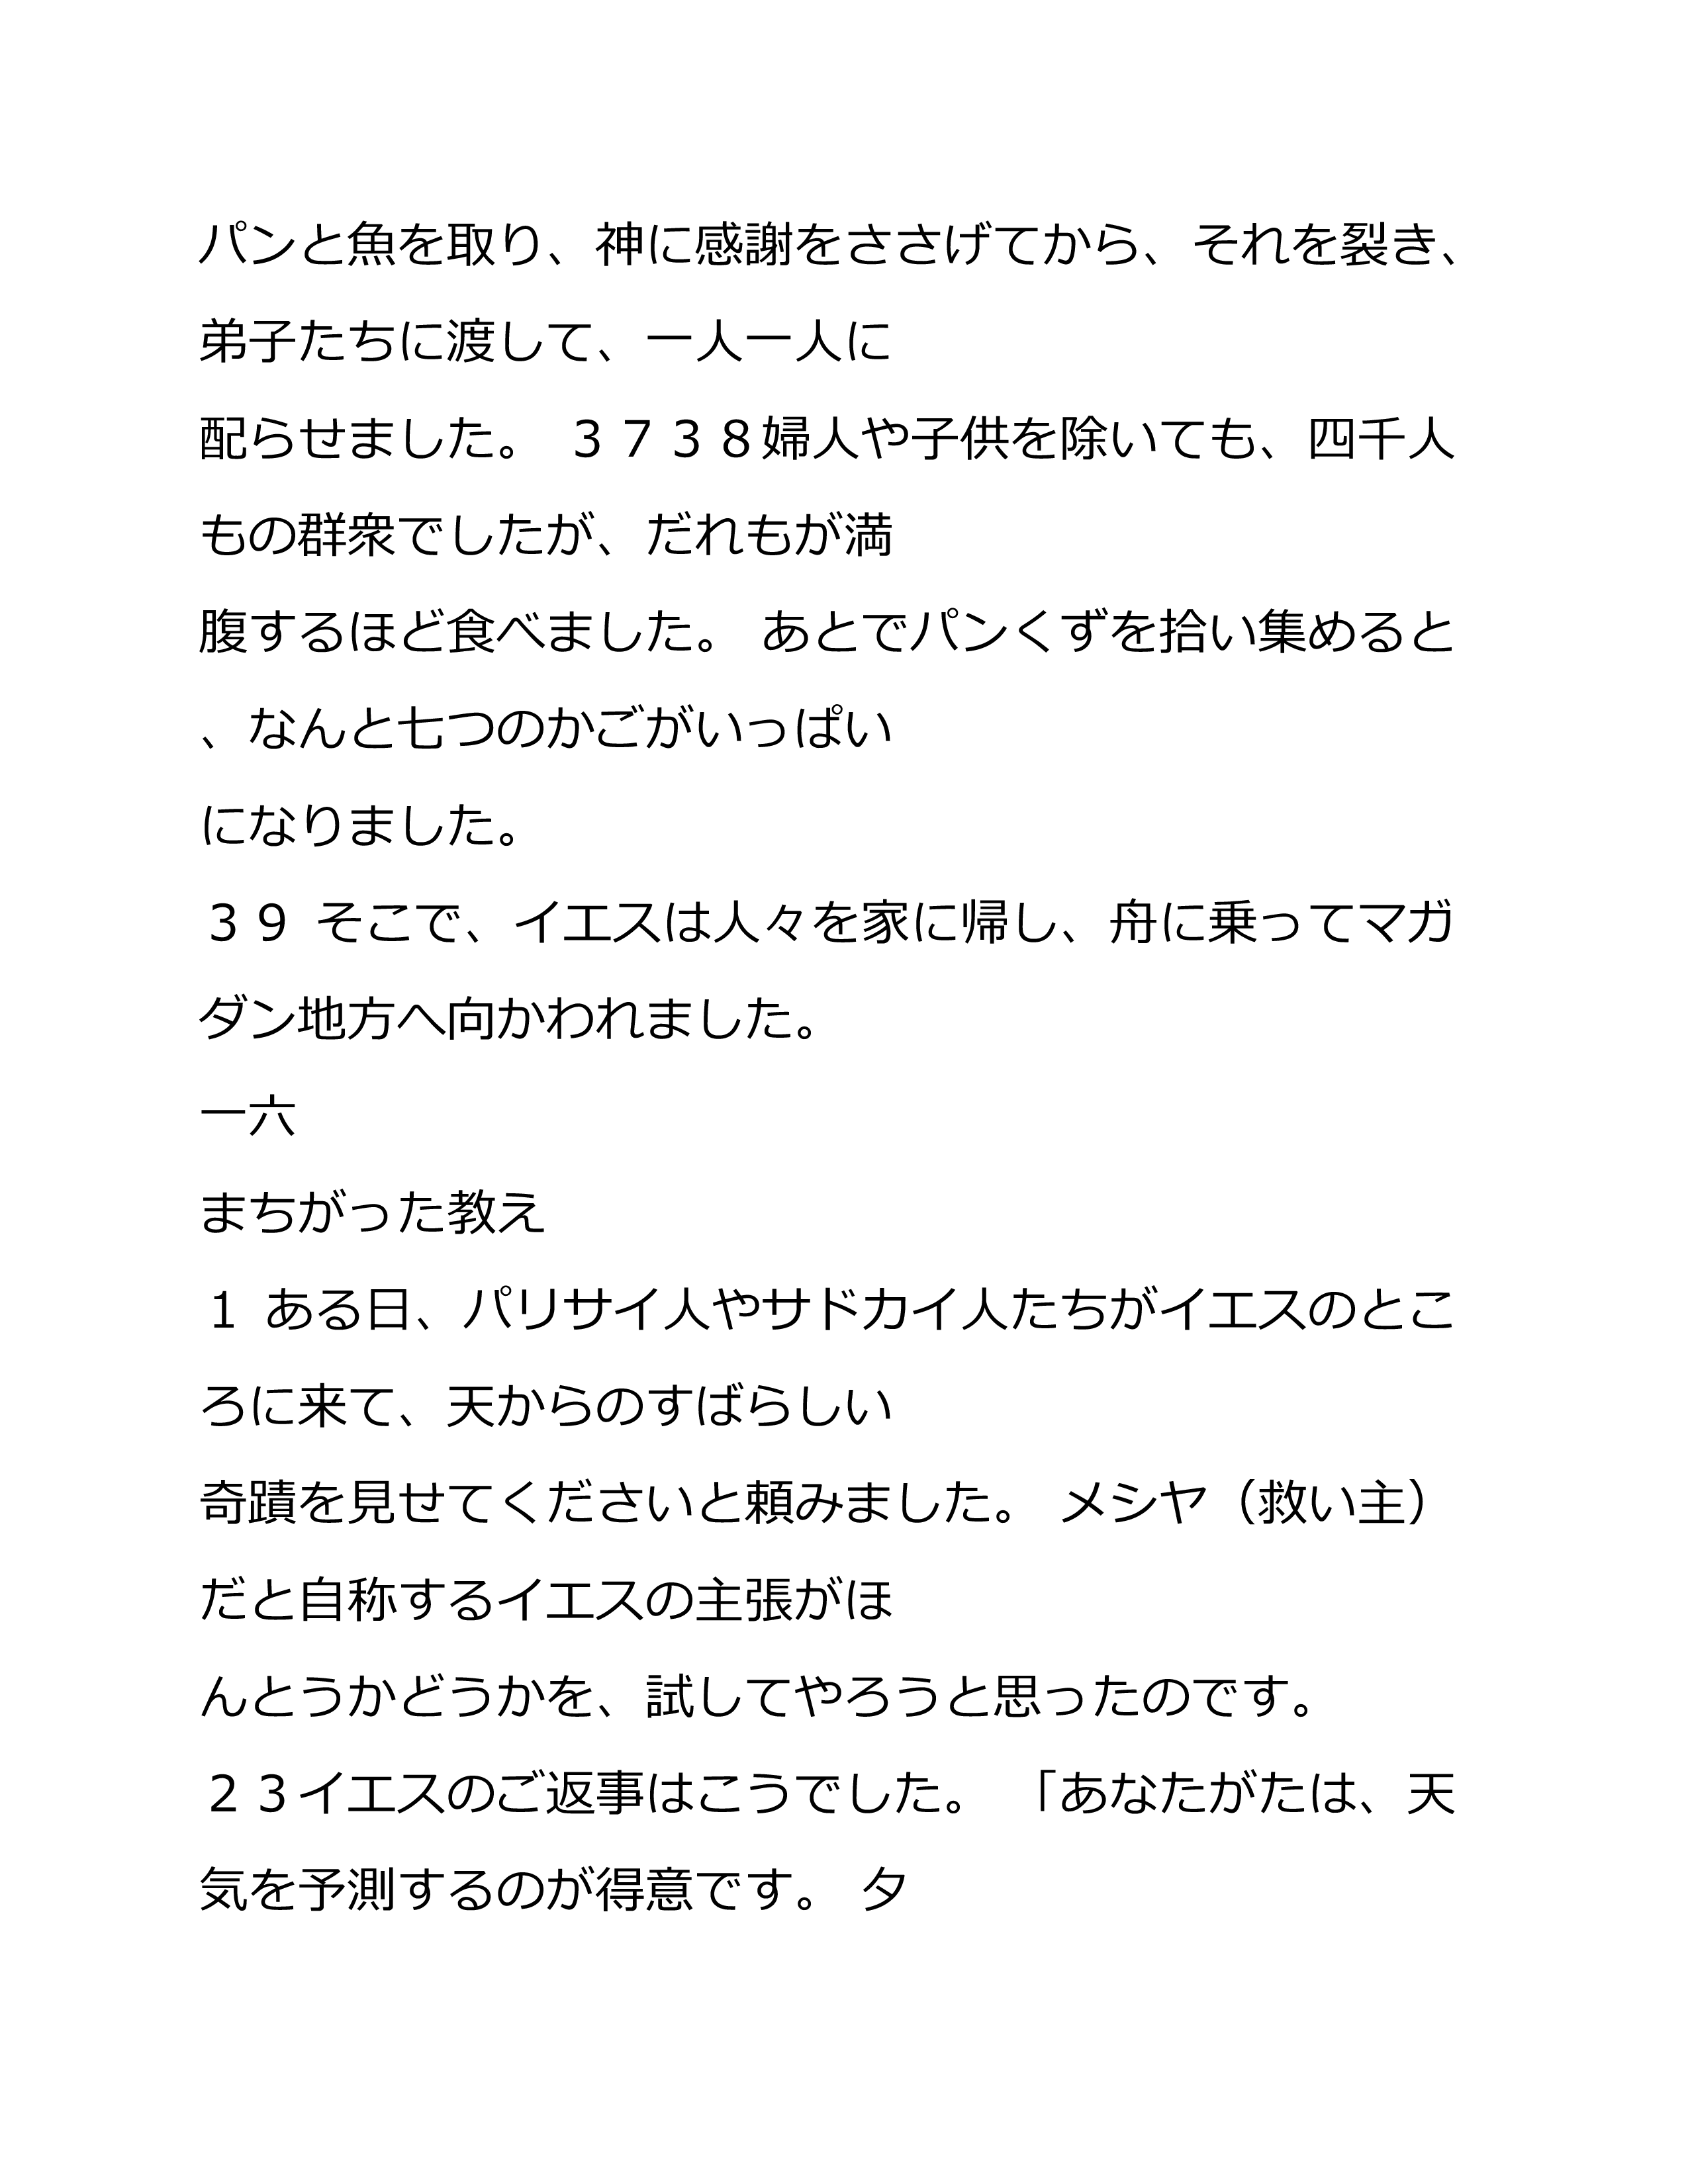 パンと魚を取り、神に感謝をささげてから、それを裂き、
弟子たちに渡して、一人一人に
配らせました。 ３７３８婦人や子供を除いても、四千人
もの群衆でしたが、だれもが満
腹するほど食べました。 あとでパンくずを拾い集めると
、なんと七つのかごがいっぱい
になりました。
３９ そこで、イエスは人々を家に帰し、舟に乗ってマガ
ダン地方へ向かわれました。
一六
まちがった教え
１ ある日、パリサイ人やサドカイ人たちがイエスのとこ
ろに来て、天からのすばらしい
奇蹟を見せてくださいと頼みました。 メシヤ（救い主）
だと自称するイエスの主張がほ
んとうかどうかを、試してやろうと思ったのです。
２３イエスのご返事はこうでした。 「あなたがたは、天
気を予測するのが得意です。 夕